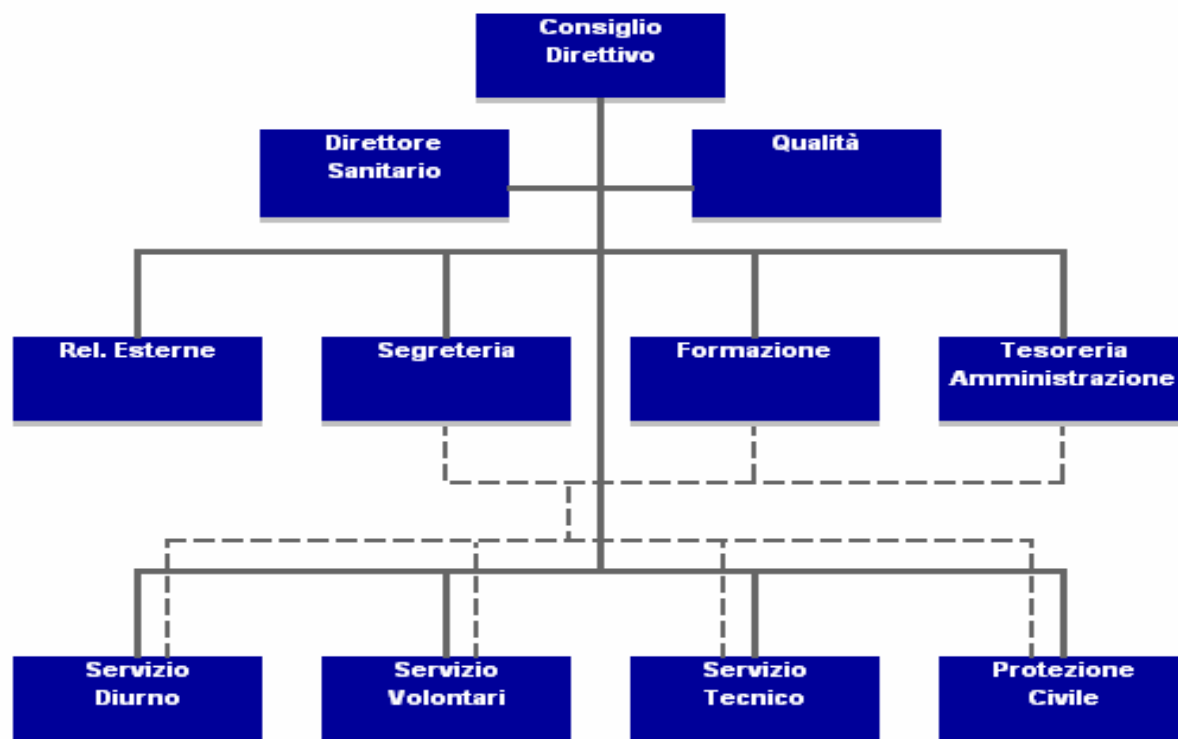 Consiglio
Direttivo
Direttore
Sanitario
Qualità
Rel. Esterne
Segreteria
Formazione
Tesoreria
Amministrazione
Servizio
Diurno
Servizio
Volontari
Servizio
Tecnico
Protezione
Civile